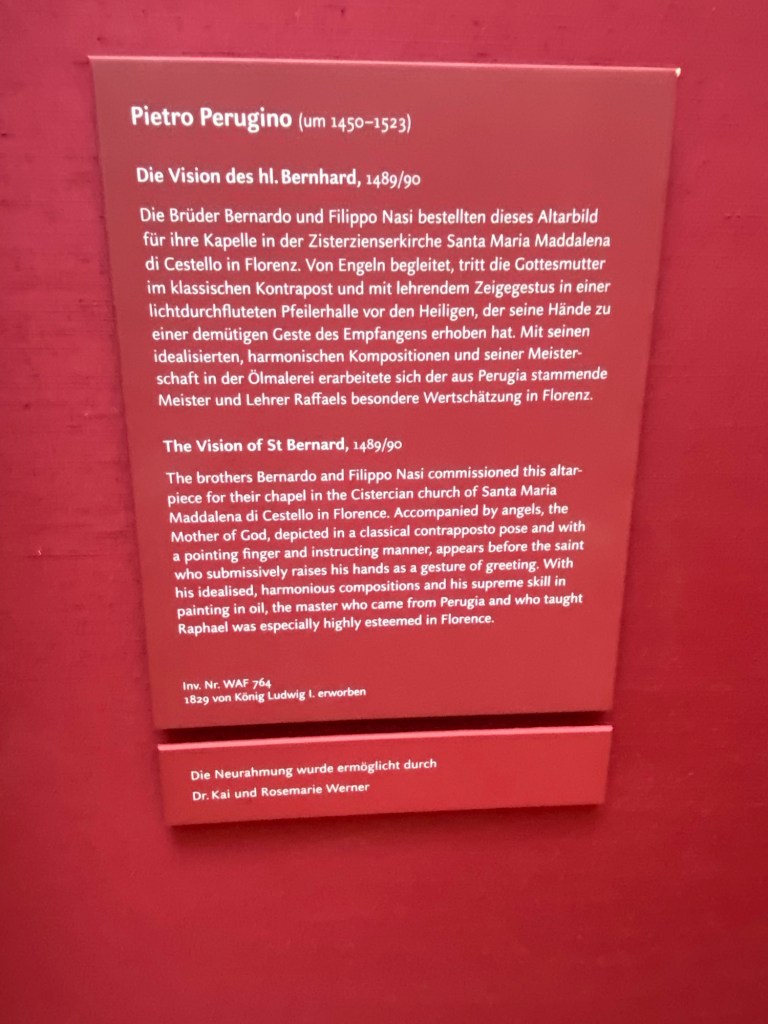 Pietro Perugino (um 1450–1523)
Die Vision des hl. Bernhard, 1489/90
Die Brüder Bernardo und Filippo Nasi bestellten dieses Altarbild
für ihre Kapelle in der Zisterzienserkirche Santa Maria Maddalena
di Cestello in Florenz. Von Engeln begleitet, tritt die Gottesmutter
im klassischen Kontrapost und mit lehrendem Zeigegestus in einer
lichtdurchfluteten Pfeilerhalle vor den Heiligen, der seine Hände zu
einer demütigen Geste des Empfangens erhoben hat. Mit seinen
idealisierten, harmonischen Kompositionen und seiner Meister-
schaft in der Ölmalerei erarbeitete sich der aus Perugia stammende
Meister und Lehrer Raffaels besondere Wertschätzung in Florenz.
The Vision of St Bernard, 1489/90
The brothers Bernardo and Filippo Nasi commissioned this altar-
piece for their chapel in the Cistercian church of Santa Maria
Maddalena di Cestello in Florence. Accompanied by angels, the
Mother of God, depicted in a classical contrapposto pose and with
a pointing finger and instructing manner, appears before the saint
who submissively raises his hands as a gesture of greeting. With
his idealised, harmonious compositions and his supreme skill in
painting in oil, the master who came from Perugia and who taught
Raphael was especially highly esteemed in Florence.
Inv. Nr. WAF 764
1829 von König Ludwig I. erworben
Die Neurahmung wurde ermöglicht durch
Dr. Kai und Rosemarie Werner